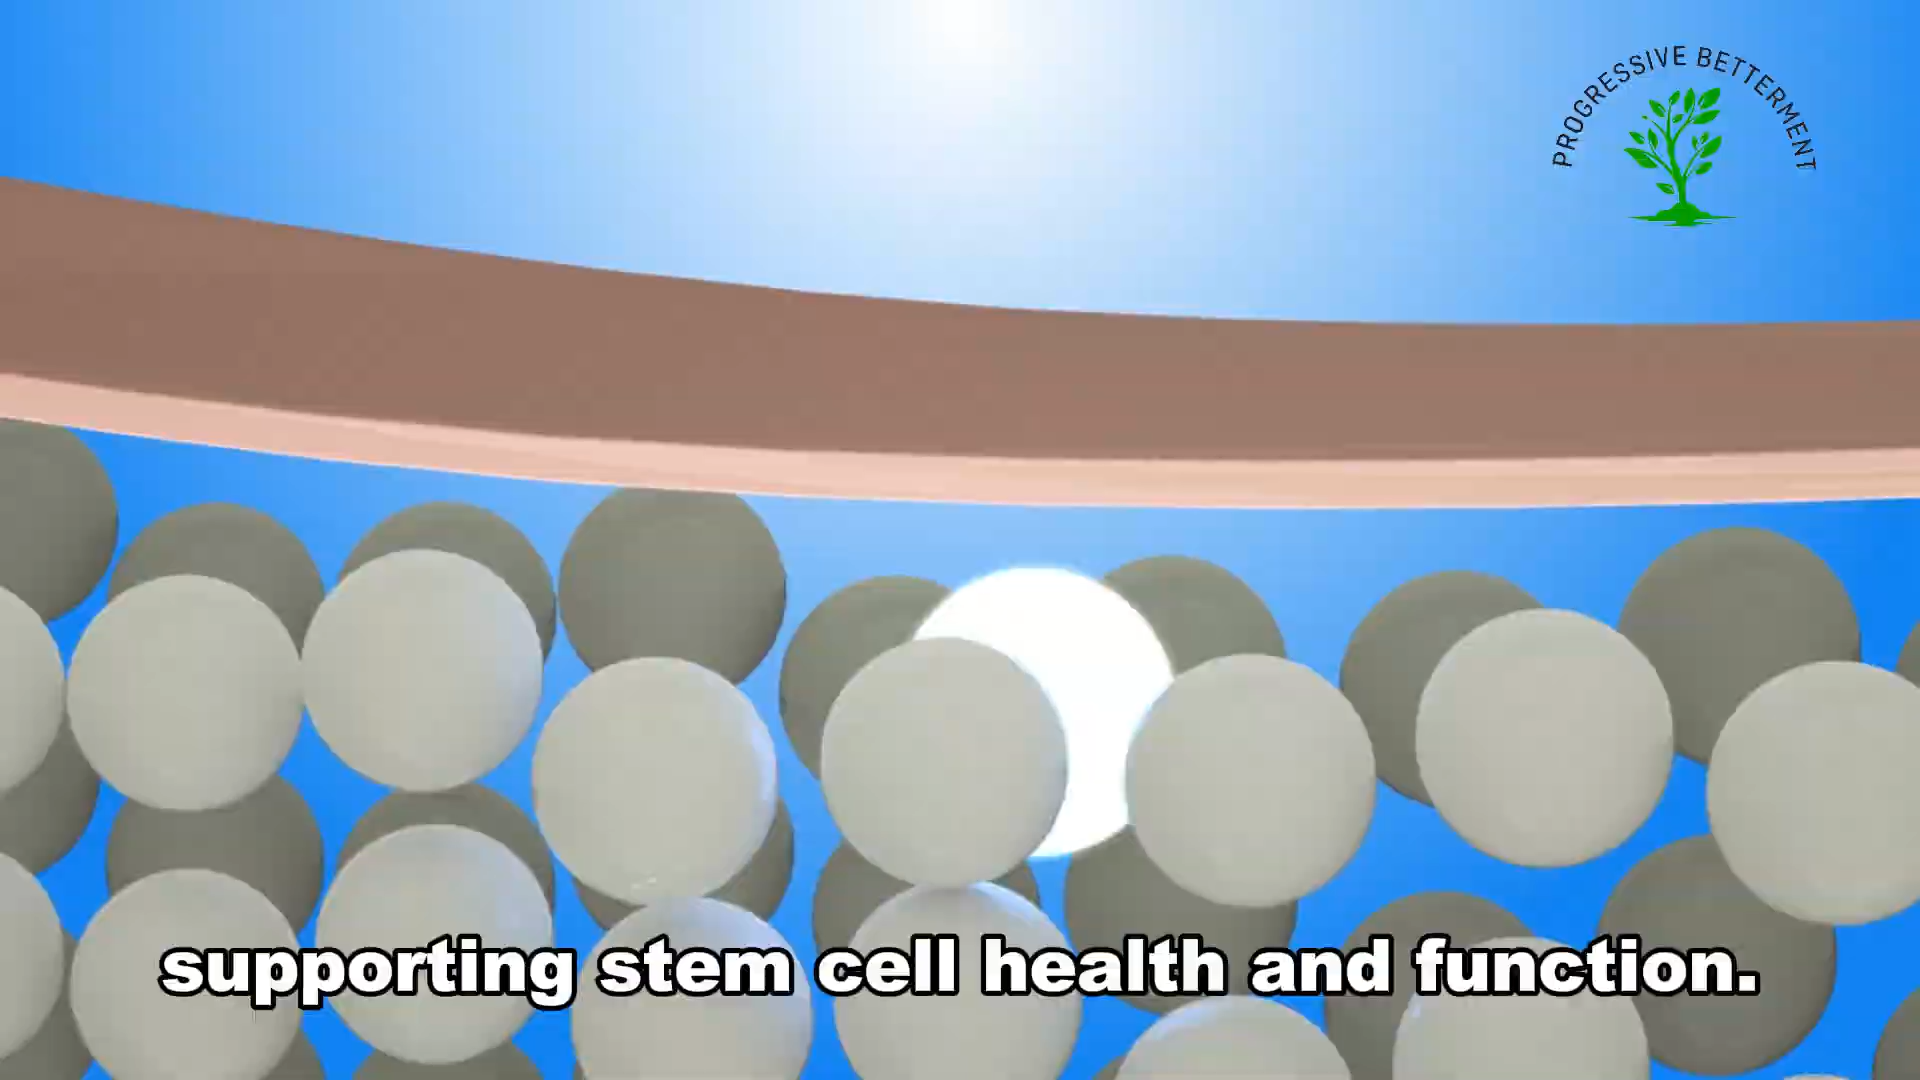 PROGRESSIVE BETTERMENT
supporting stem cell health and function.